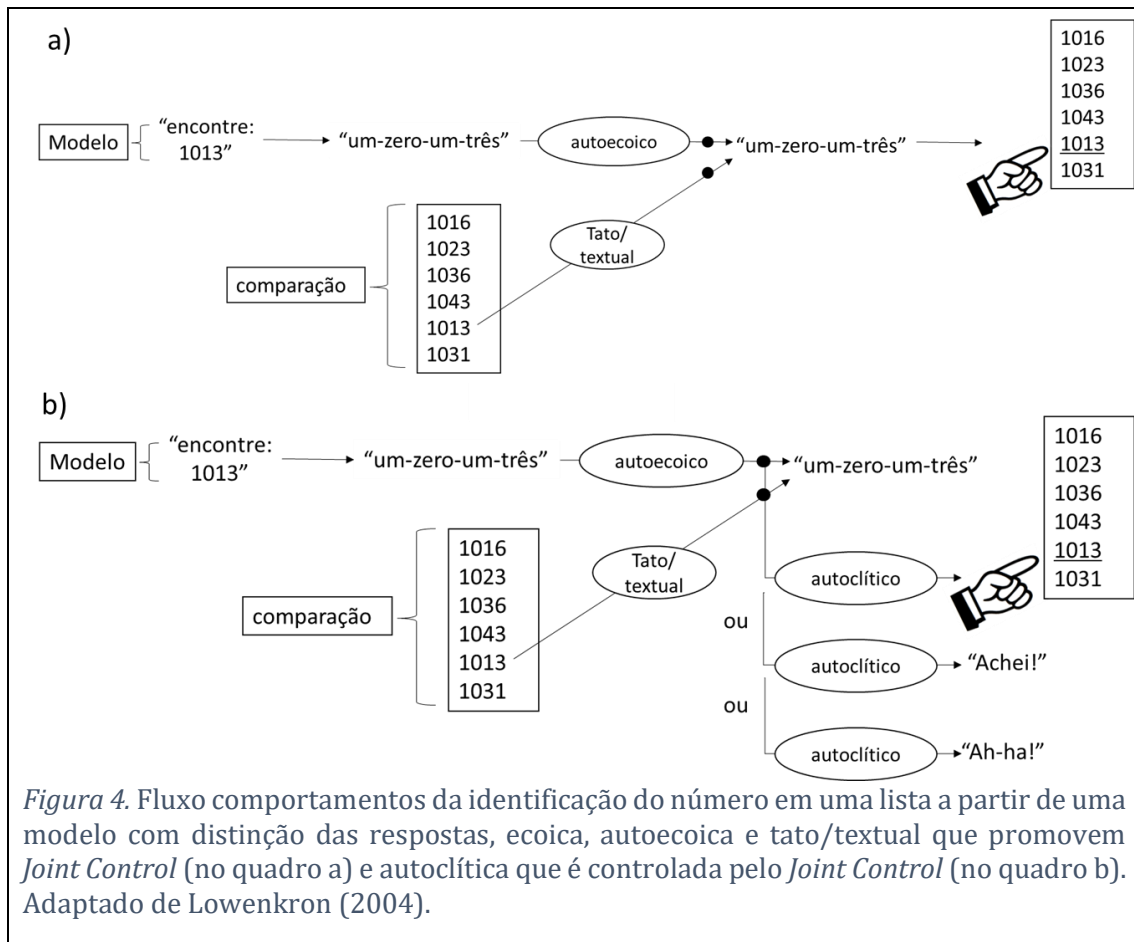 a)
Modelo
“encontre:
1013”
“um-zero-um-três”
autoecoico
“um-zero-um-três”
1016
1023
1036
1043
1013
1031
comparação
1016
1023
1036
1043
1013
1031
Tato/
textual
b)
Modelo
“encontre:
1013”
“um-zero-um-três”
autoecoico
“um-zero-um-três”
1016
1023
1036
1043
1013
1031
comparação
1016
1023
1036
1043
1013
1031
Tato/
textual
autoclítico
ou
autoclítico
“Achei!”
ou
autoclítico
“Ah-ha!”
Figura 4. Fluxo comportamentos da identificação do número em uma lista a partir de uma
modelo com distinção das respostas, ecoica, autoecoica e tato/textual que promovem
Joint Control (no quadro a) e autoclítica que é controlada pelo Joint Control (no quadro b).
Adaptado de Lowenkron (2004).